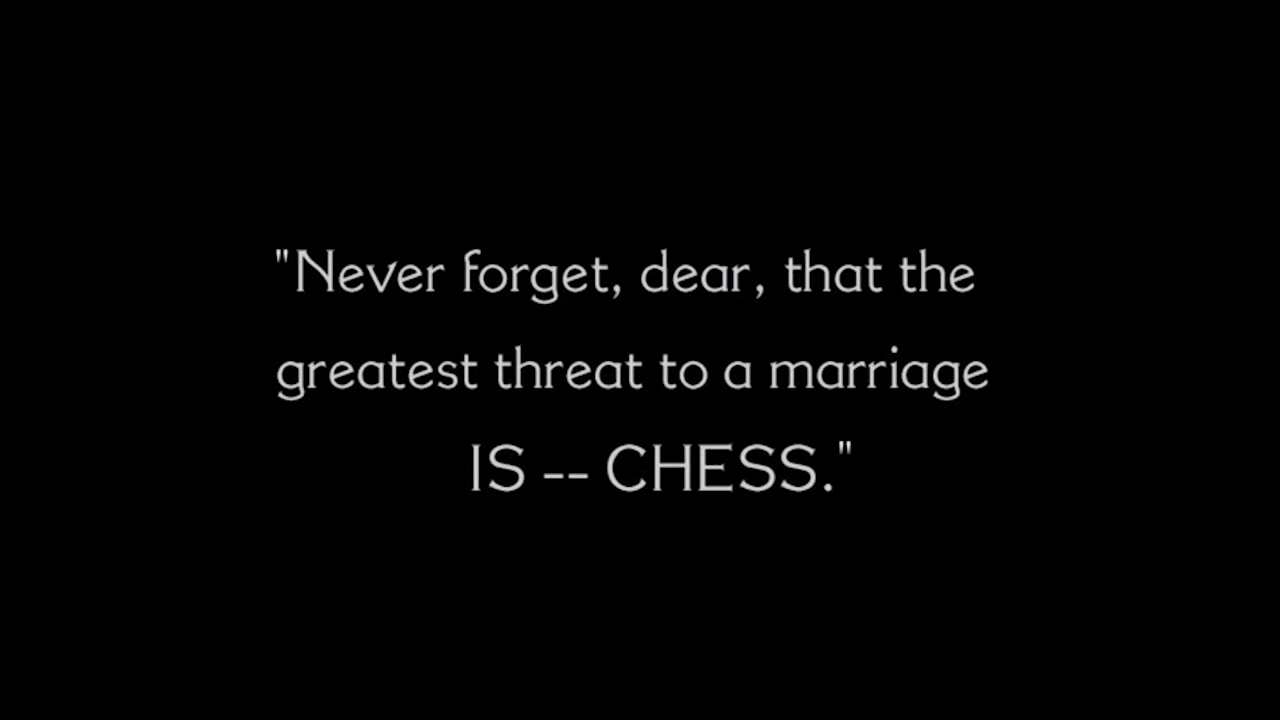 "Never forget, dear, that the
greatest threat to a marriage
IS -- CHESS."